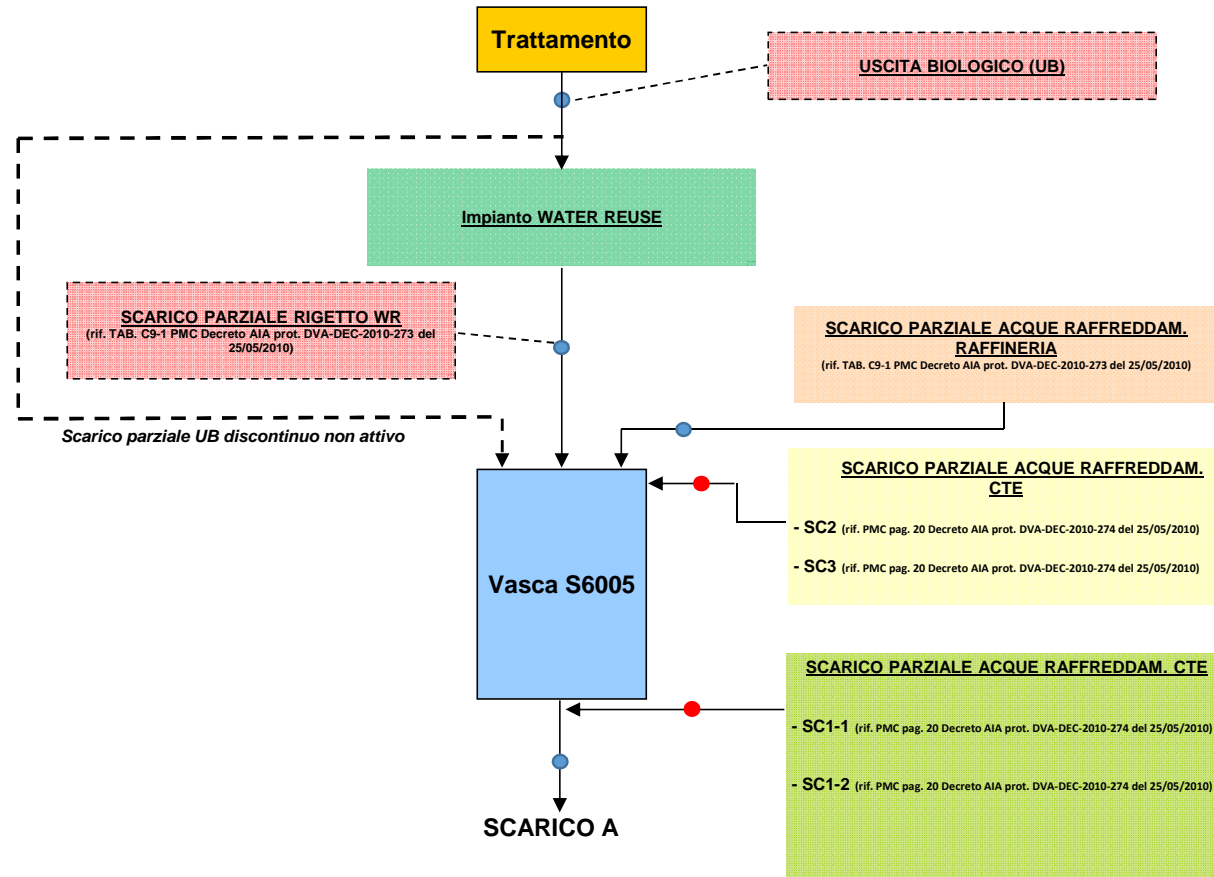 Trattamento
USCITA BIOLOGICO (UB)
Impianto WATER REUSE
SCARICO PARZIALE RIGETTO WR
(rif. TAB. C9-1 PMC Decreto AIA prot. DVA-DEC-2010-273 del
25/05/2010)
SCARICO PARZIALE ACQUE RAFFREDDAM.
RAFFINERIA
(rif. TAB. C9-1 PMC Decreto AIA prot. DVA-DEC-2010-273 del 25/05/2010)
Scarico parziale UB discontinuo non attivo
SCARICO PARZIALE ACQUE RAFFREDDAM.
CTE
- SC2 (rif. PMC pag. 20 Decreto AIA prot. DVA-DEC-2010-274 del 25/05/2010)
- SC3 (rif. PMC pag. 20 Decreto AIA prot. DVA-DEC-2010-274 del 25/05/2010)
Vasca S6005
SCARICO PARZIALE ACQUE RAFFREDDAM. CTE
- SC1-1 (rif. PMC pag. 20 Decreto AIA prot. DVA-DEC-2010-274 del 25/05/2010)
- SC1-2 (rif. PMC pag. 20 Decreto AIA prot. DVA-DEC-2010-274 del 25/05/2010)
SCARICO A